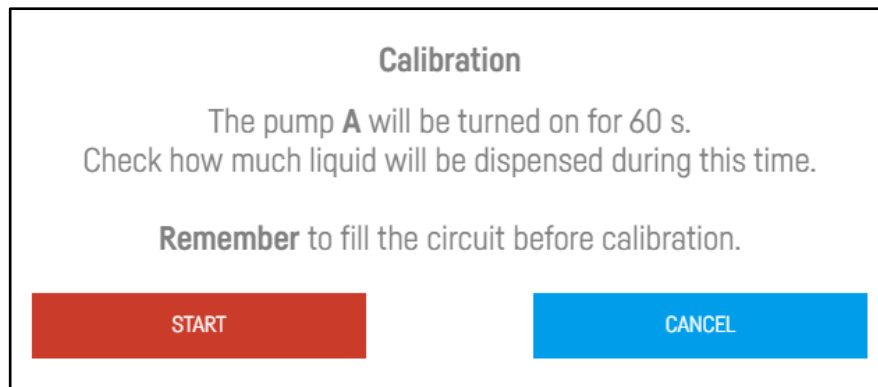 Calibration
The pump A will be turned on for 60 s.
Check how much liquid will be dispensed during this time.
Remember to fill the circuit before calibration.
START
CANCEL